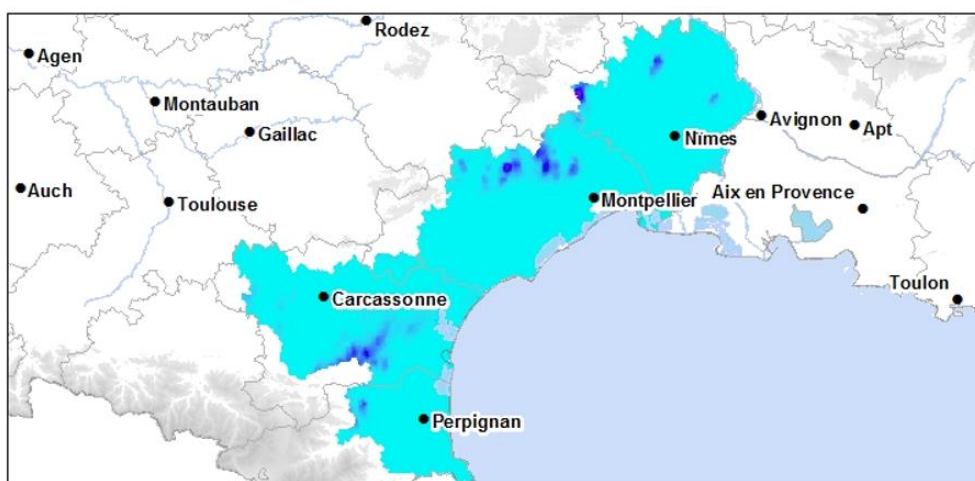 Rodez
Agen
Montauban
Gaillac
Avignon
Apt
Nîmes
Auch
Toulouse
Montpellier
Aix en Provence
Toulon
Carcassonne
Perpignan